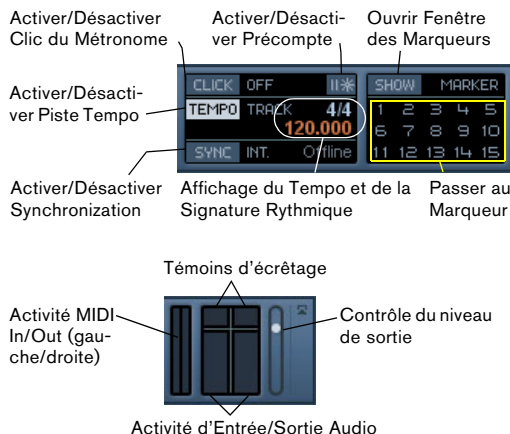 Activer/Désactiver
Clic du Métronome
Activer/Désacti-
ver Précompte
Ouvrir Fenêtre
des Marqueurs
Activer/Désacti-
ver Piste Tempo
CLICK OFF
SHOW MARKER
TEMPO TRACK 4/4
120.000
1 2 3 4 5
6 7 8 9 10
11 12 13 14 15
SYNC INT. Offline
Activer/Désactiver
Synchronization
Affichage du Tempo et de la
Signature Rythmique
Passer au
Marqueur
Témoins d'écrêtage
Activité MIDI
In/Out (gau-
che/droite)
Contrôle du niveau
de sortie
Activité d'Entrée/Sortie Audio